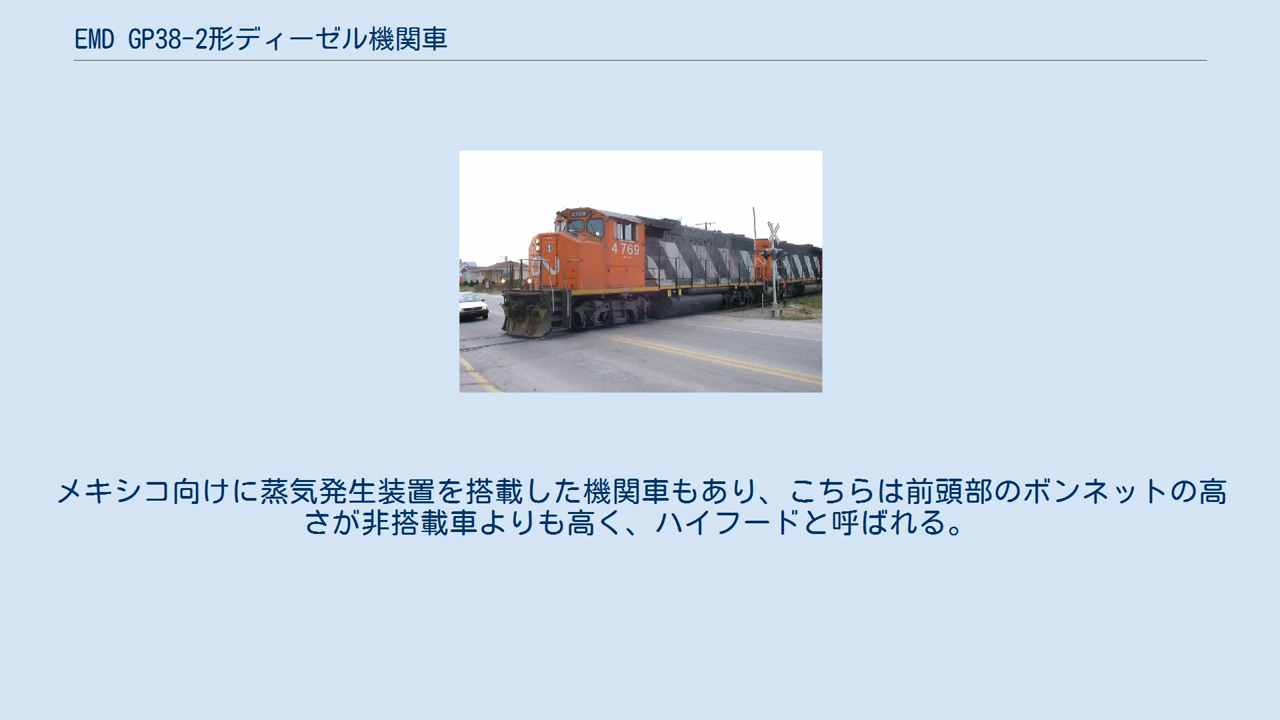 EMD GP38-2形ディーゼル機関車
4769
CN
メキシコ向けに蒸気発生装置を搭載した機関車もあり、こちらは前頭部のボンネットの高
さが非搭載車よりも高く、ハイフードと呼ばれる。